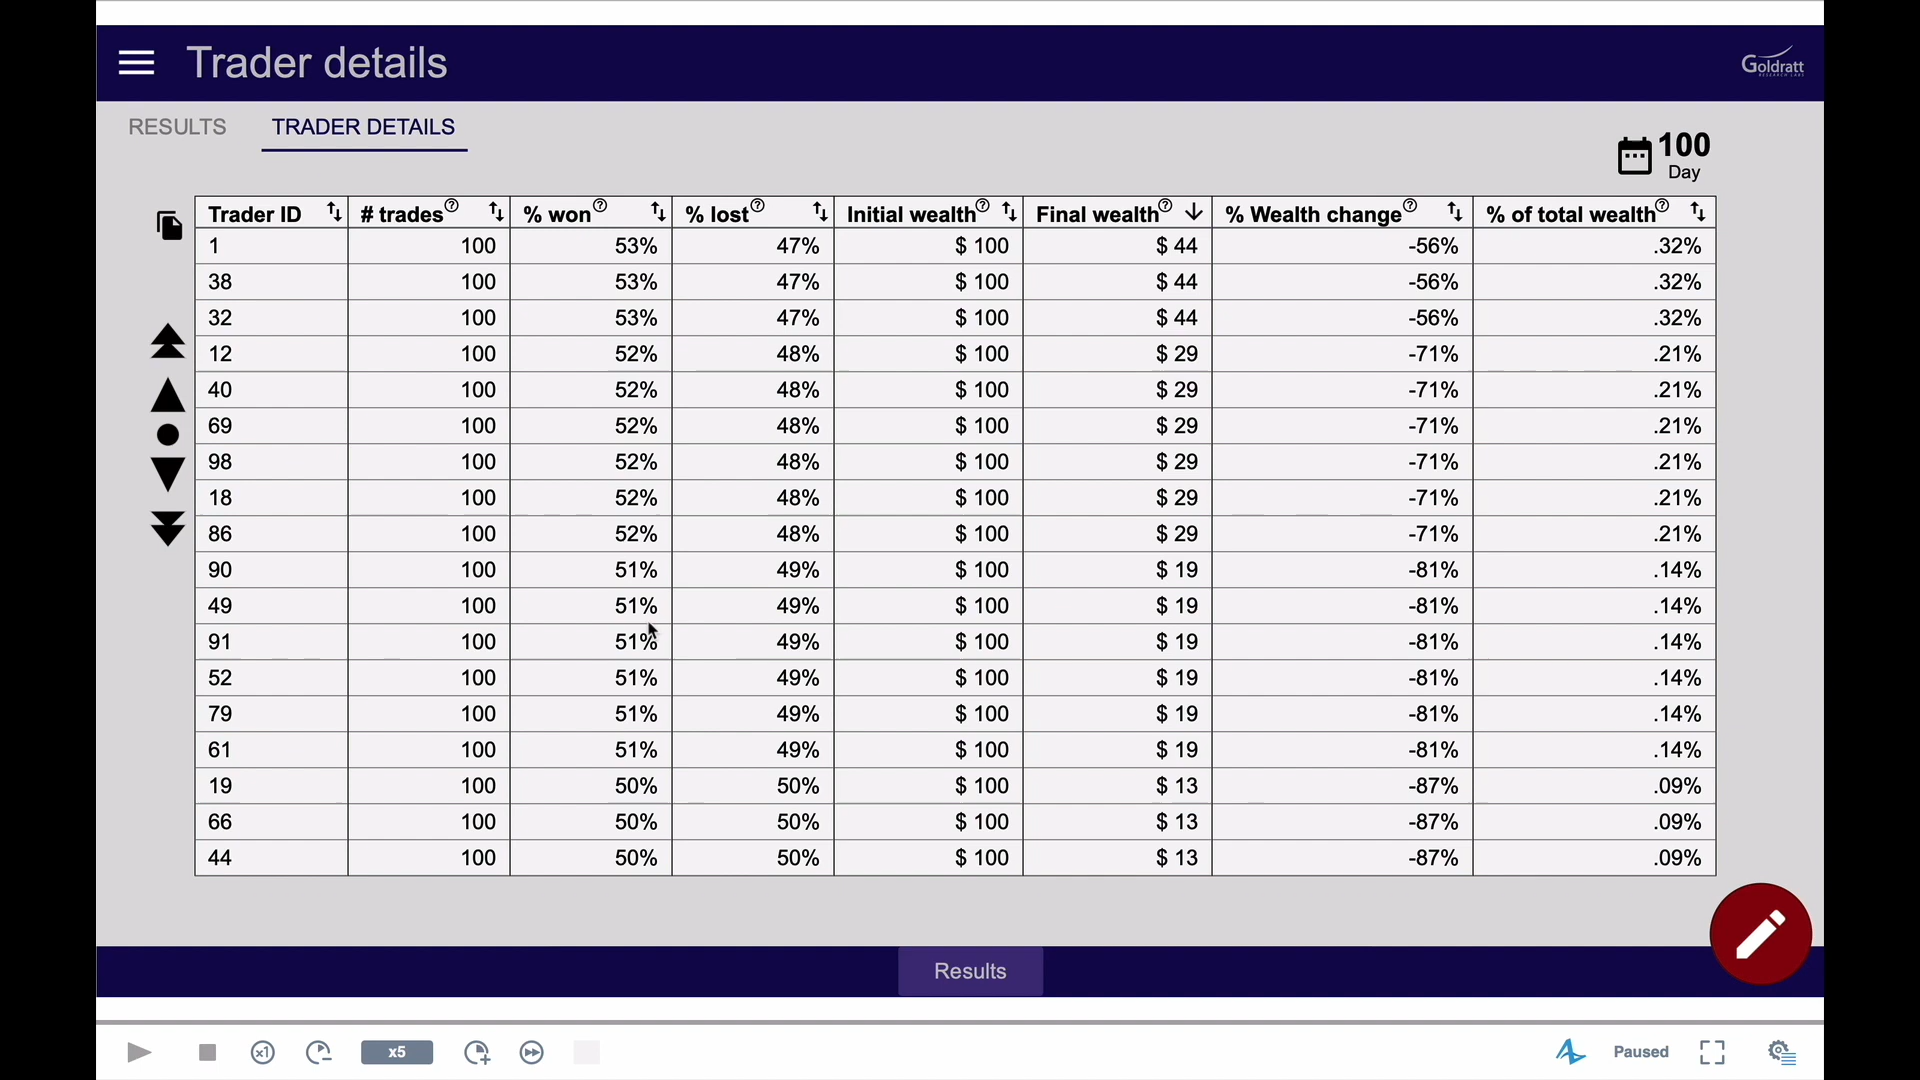 Trader details
Goldratt
RESEARCH LABS
RESULTS TRADER DETAILS
100
Day
Trader ID # trades % won % lost Initial wealth Final wealth % Wealth change % of total wealth
1 100 53% 47% $ 100 $ 44 -56% .32%
38 100 53% 47% $ 100 $ 44 -56% .32%
32 100 53% 47% $ 100 $ 44 -56% .32%
12 100 52% 48% $ 100 $ 29 -71% .21%
40 100 52% 48% $ 100 $ 29 -71% .21%
69 100 52% 48% $ 100 $ 29 -71% .21%
98 100 52% 48% $ 100 $ 29 -71% .21%
18 100 52% 48% $ 100 $ 29 -71% .21%
86 100 52% 48% $ 100 $ 29 -71% .21%
90 100 51% 49% $ 100 $ 19 -81% .14%
49 100 51% 49% $ 100 $ 19 -81% .14%
91 100 51% 49% $ 100 $ 19 -81% .14%
52 100 51% 49% $ 100 $ 19 -81% .14%
79 100 51% 49% $ 100 $ 19 -81% .14%
61 100 51% 49% $ 100 $ 19 -81% .14%
19 100 50% 50% $ 100 $ 13 -87% .09%
66 100 50% 50% $ 100 $ 13 -87% .09%
44 100 50% 50% $ 100 $ 13 -87% .09%
Results
x1 x5 Paused